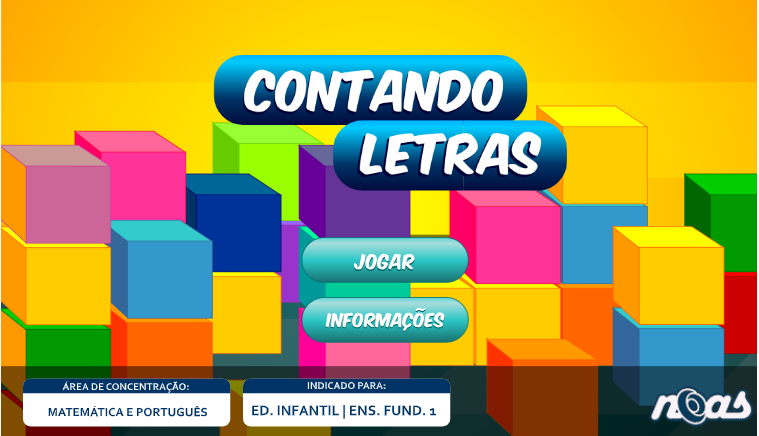 CONTANDO
LETRAS
JOGAR
INFORMAÇÕES
ÁREA DE CONCENTRAÇÃO:
MATEMÁTICA E PORTUGUÊS
INDICADO PARA:
ED. INFANTIL | ENS. FUND. 1
noas